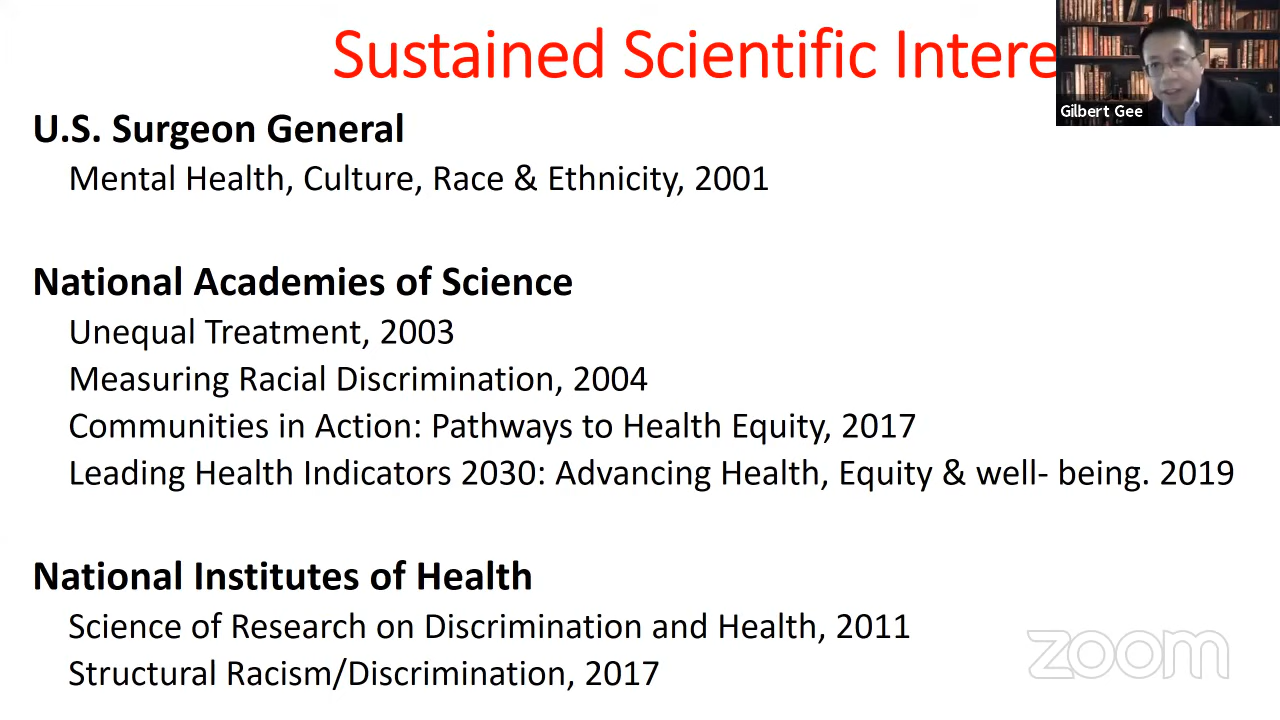 Sustained Scientific Intere
Gilbert Gee
U.S. Surgeon General
Mental Health, Culture, Race & Ethnicity, 2001
National Academies of Science
Unequal Treatment, 2003
Measuring Racial Discrimination, 2004
Communities in Action: Pathways to Health Equity, 2017
Leading Health Indicators 2030: Advancing Health, Equity & well- being. 2019
National Institutes of Health
Science of Research on Discrimination and Health, 2011
Structural Racism/Discrimination, 2017
zoom